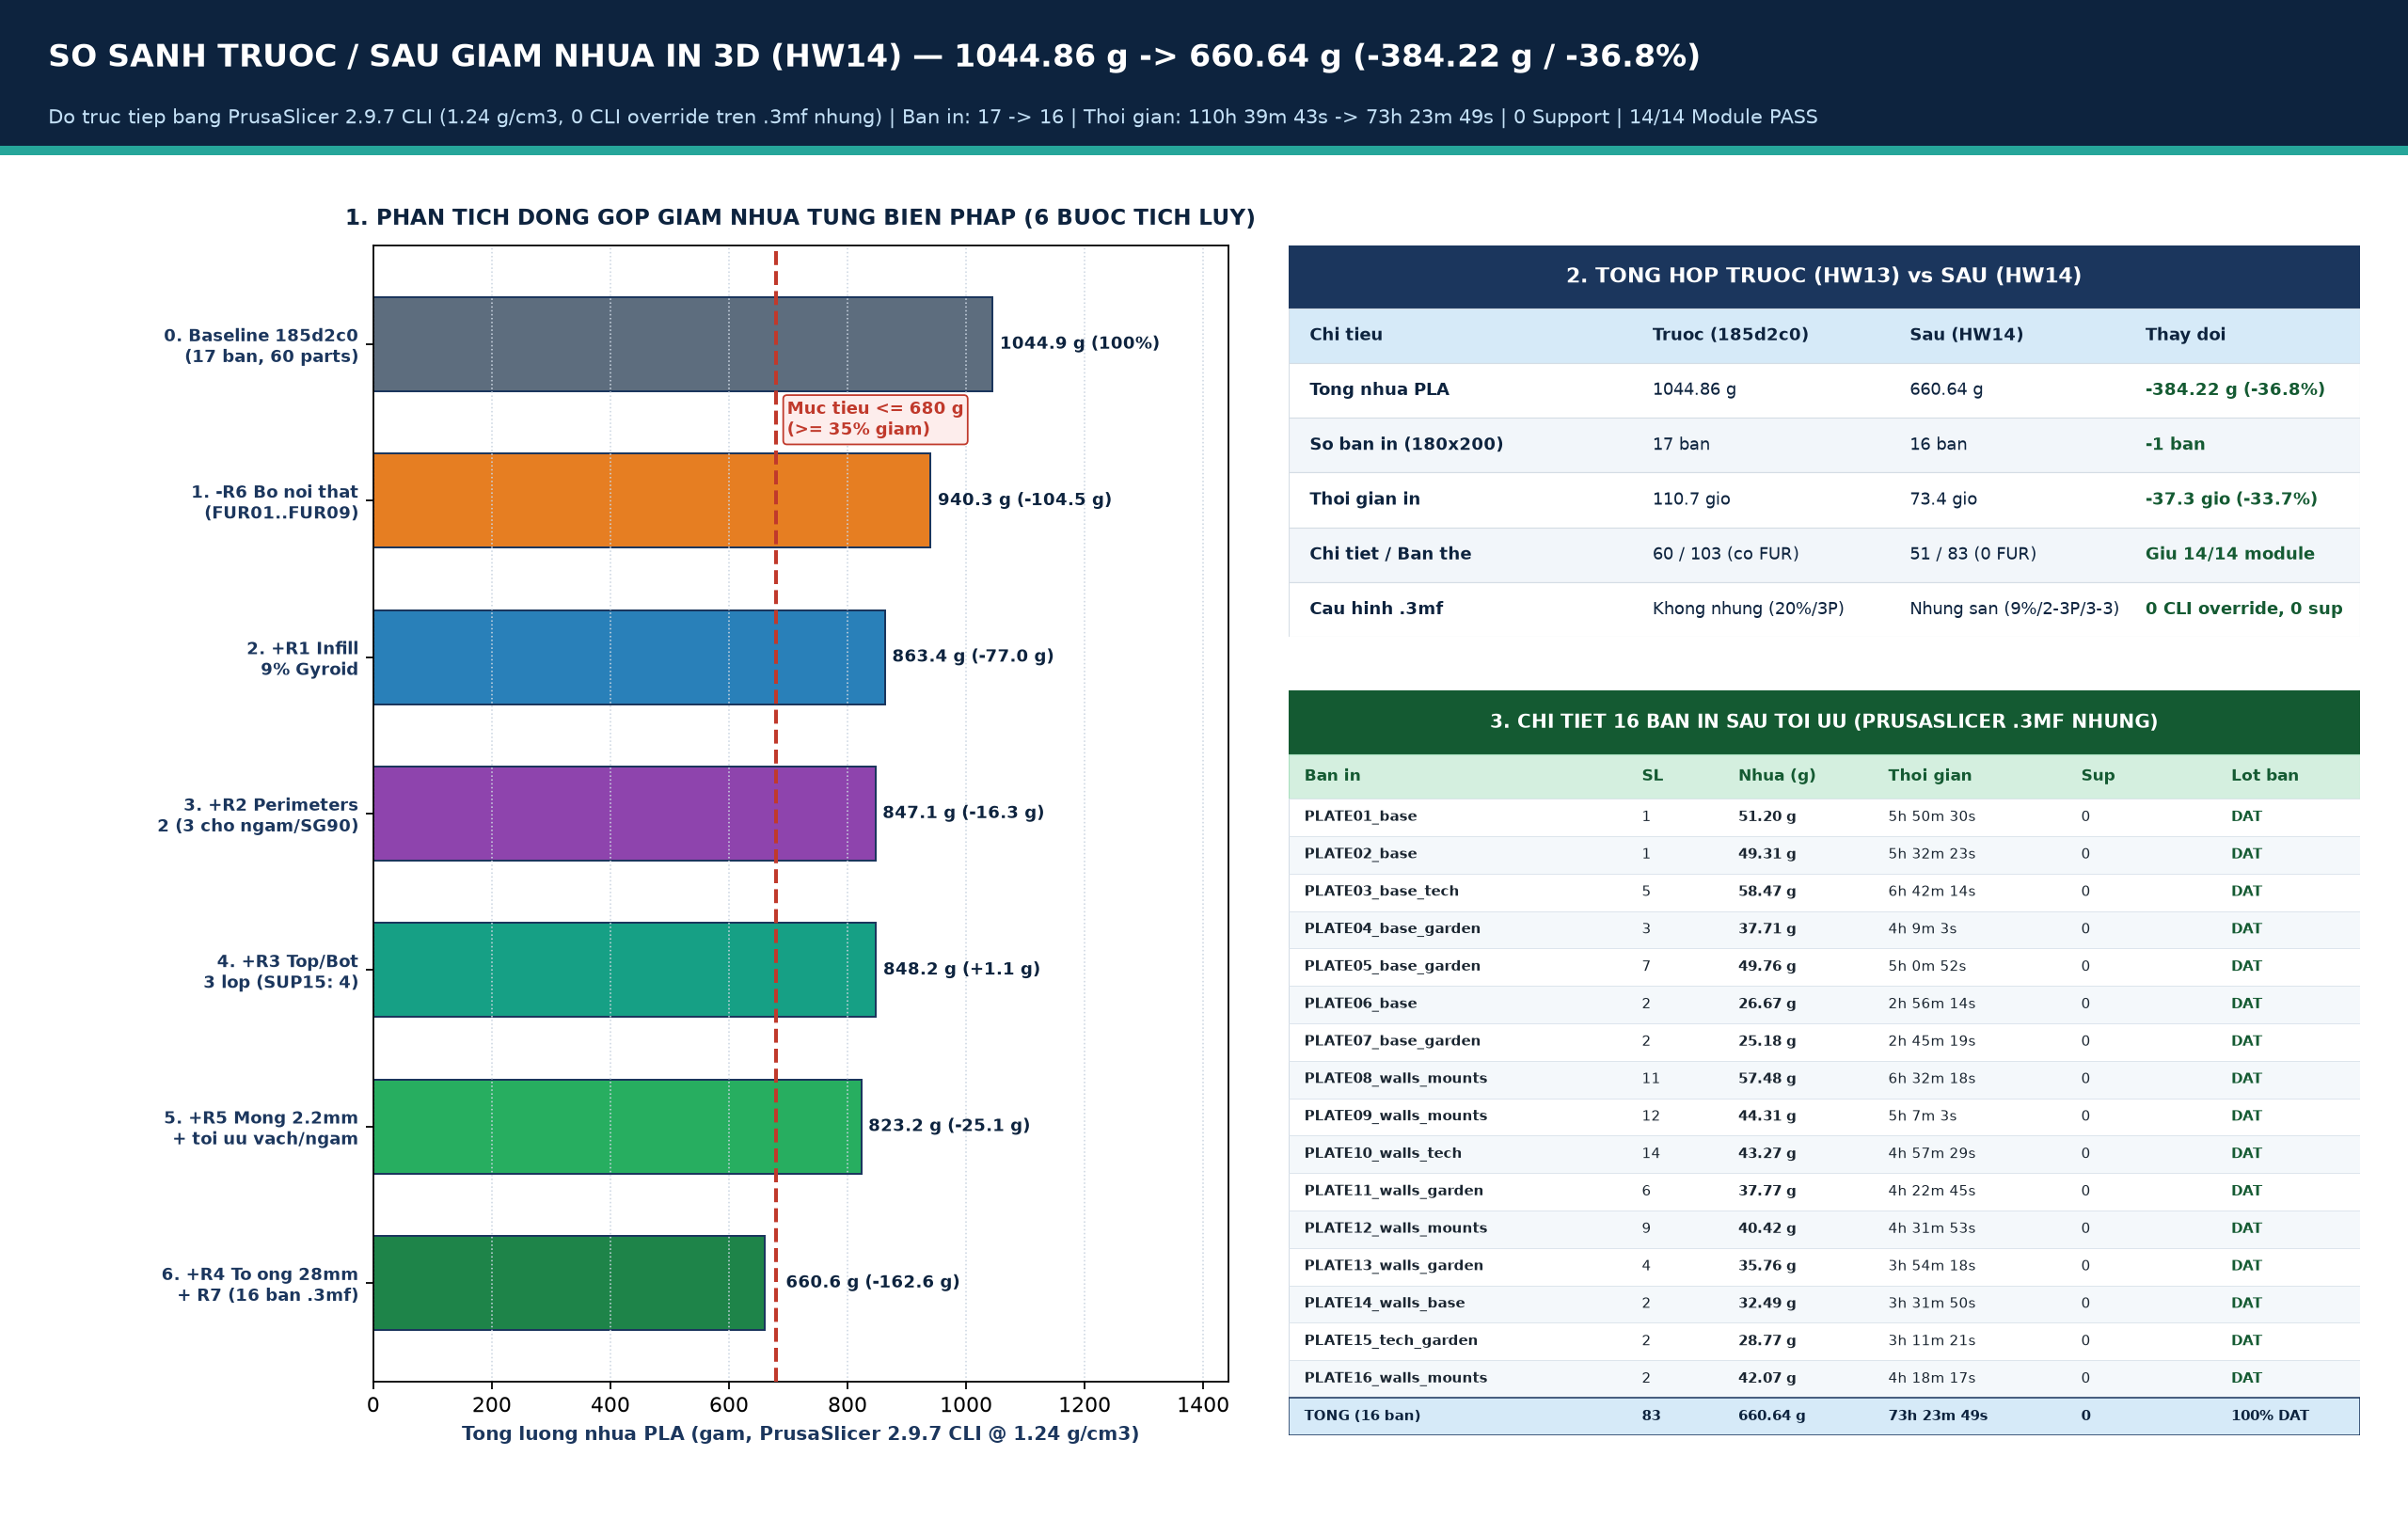 SO SANH TRUOC / SAU GIAM NHUA IN 3D (HW14) — 1044.86 g -> 660.64 g (-384.22 g / -36.8%)
Do truc tiep bang PrusaSlicer 2.9.7 CLI (1.24 g/cm3, 0 CLI override tren .3mf nhung) | Ban in: 17 -> 16 | Thoi gian: 110h 39m 43s -> 73h 23m 49s | 0 Support | 14/14 Module PASS
1. PHAN TICH DONG GOP GIAM NHUA TUNG BIEN PHAP (6 BUOC TICH LUY)
0. Baseline 185d2c0
(17 ban, 60 parts)
1044.9 g (100%)
Muc tieu <= 680 g
(>= 35% giam)
1. -R6 Bo noi that
(FUR01..FUR09)
940.3 g (-104.5 g)
2. +R1 Infill
9% Gyroid
863.4 g (-77.0 g)
3. +R2 Perimeters
2 (3 cho ngam/SG90)
847.1 g (-16.3 g)
4. +R3 Top/Bot
3 lop (SUP15: 4)
848.2 g (+1.1 g)
5. +R5 Mong 2.2mm
+ toi uu vach/ngam
823.2 g (-25.1 g)
6. +R4 To ong 28mm
+ R7 (16 ban .3mf)
660.6 g (-162.6 g)
0 200 400 600 800 1000 1200 1400
Tong luong nhua PLA (gam, PrusaSlicer 2.9.7 CLI @ 1.24 g/cm3)
2. TONG HOP TRUOC (HW13) vs SAU (HW14)
Chi tieu Truoc (185d2c0) Sau (HW14) Thay doi
Tong nhua PLA 1044.86 g 660.64 g -384.22 g (-36.8%)
So ban in (180x200) 17 ban 16 ban -1 ban
Thoi gian in 110.7 gio 73.4 gio -37.3 gio (-33.7%)
Chi tiet / Ban the 60 / 103 (co FUR) 51 / 83 (0 FUR) Giu 14/14 module
Cau hinh .3mf Khong nhung (20%/3P) Nhung san (9%/2-3P/3-3) 0 CLI override, 0 sup
3. CHI TIET 16 BAN IN SAU TOI UU (PRUSASLICER .3MF NHUNG)
Ban in SL Nhua (g) Thoi gian Sup Lot ban
PLATE01_base 1 51.20 g 5h 50m 30s 0 DAT
PLATE02_base 1 49.31 g 5h 32m 23s 0 DAT
PLATE03_base_tech 5 58.47 g 6h 42m 14s 0 DAT
PLATE04_base_garden 3 37.71 g 4h 9m 3s 0 DAT
PLATE05_base_garden 7 49.76 g 5h 0m 52s 0 DAT
PLATE06_base 2 26.67 g 2h 56m 14s 0 DAT
PLATE07_base_garden 2 25.18 g 2h 45m 19s 0 DAT
PLATE08_walls_mounts 11 57.48 g 6h 32m 18s 0 DAT
PLATE09_walls_mounts 12 44.31 g 5h 7m 3s 0 DAT
PLATE10_walls_tech 14 43.27 g 4h 57m 29s 0 DAT
PLATE11_walls_garden 6 37.77 g 4h 22m 45s 0 DAT
PLATE12_walls_mounts 9 40.42 g 4h 31m 53s 0 DAT
PLATE13_walls_garden 4 35.76 g 3h 54m 18s 0 DAT
PLATE14_walls_base 2 32.49 g 3h 31m 50s 0 DAT
PLATE15_tech_garden 2 28.77 g 3h 11m 21s 0 DAT
PLATE16_walls_mounts 2 42.07 g 4h 18m 17s 0 DAT
TONG (16 ban) 83 660.64 g 73h 23m 49s 0 100% DAT